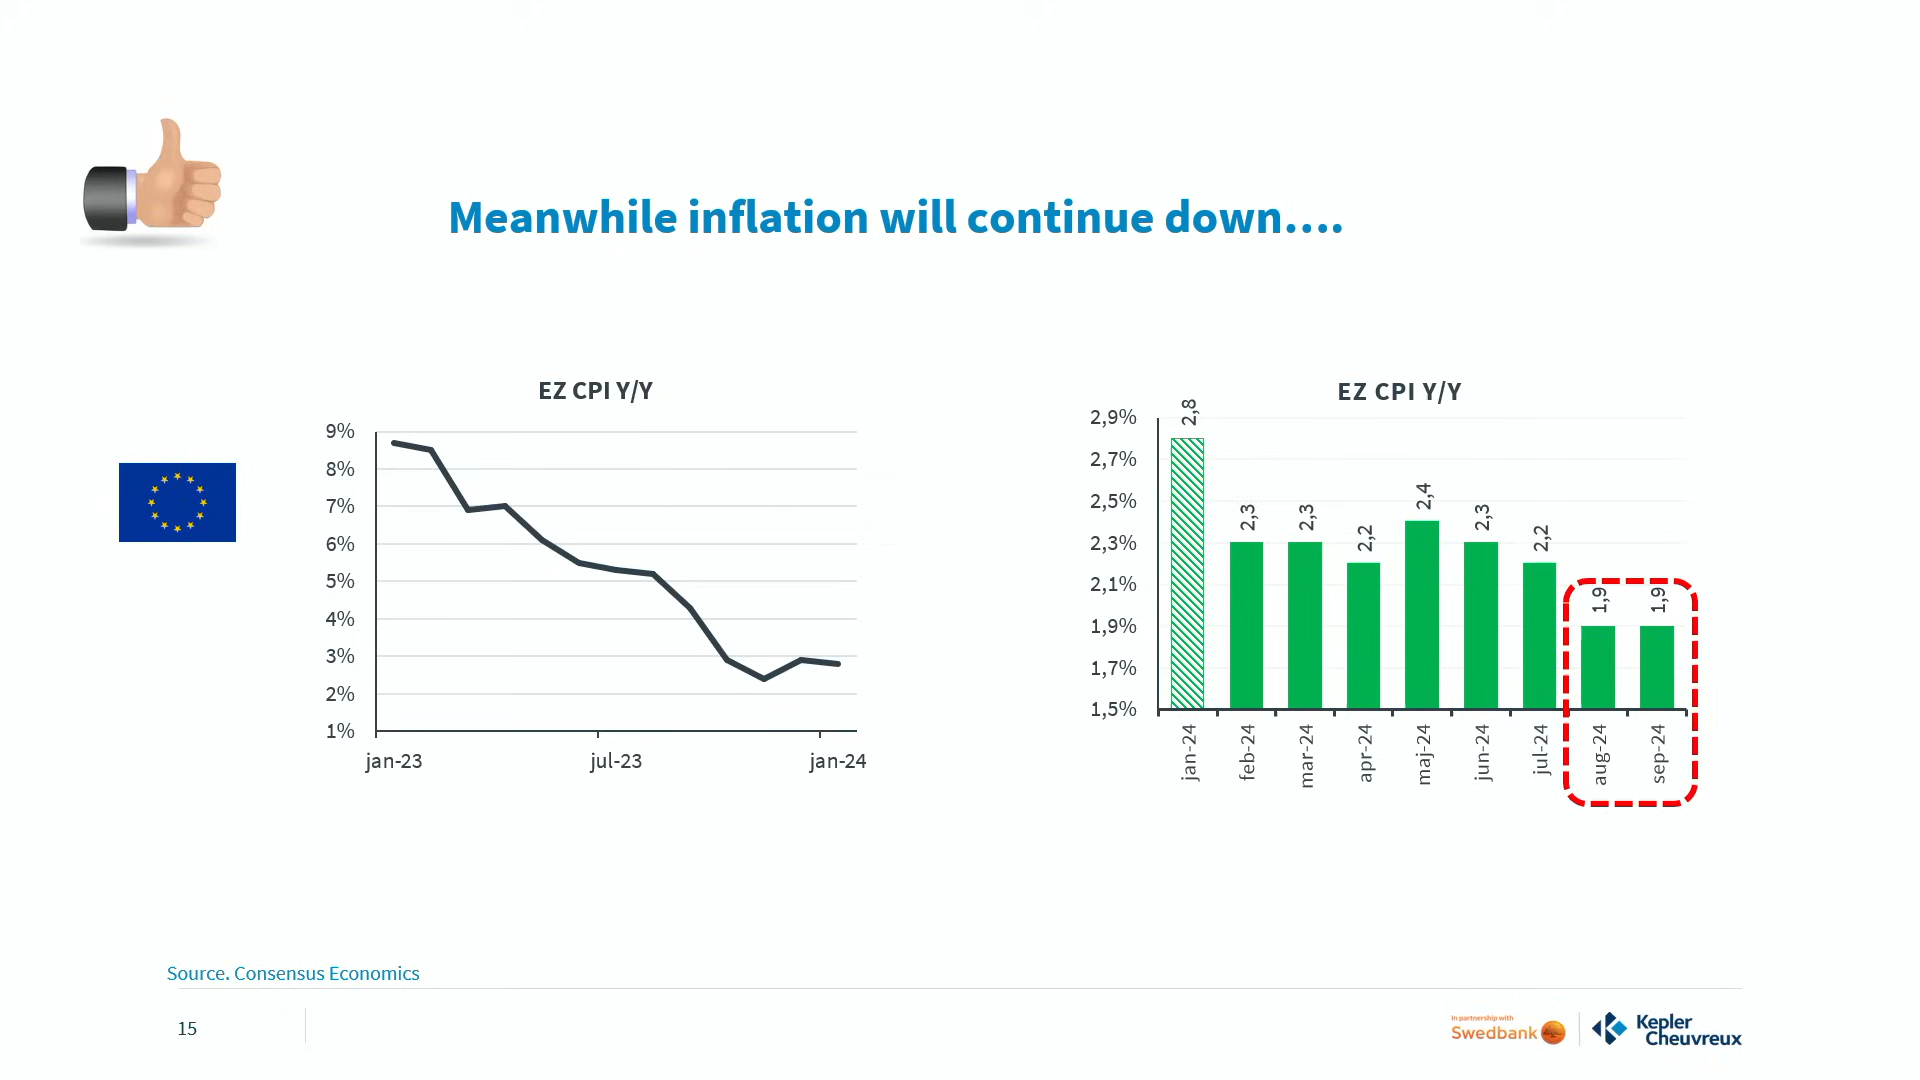 Meanwhile inflation will continue down….
EZ CPI Y/Y
9%
8%
7%
6%
5%
4%
3%
2%
1%
jan-23
jul-23
jan-24
EZ CPI Y/Y
2,9%
2,7%
2,5%
2,3%
2,1%
1,9%
1,7%
1,5%
2,8
2,3
2,3
2,2
2,4
2,3
2,2
1,9
1,9
jan-24
feb-24
mar-24
apr-24
maj-24
jun-24
jul-24
aug-24
sep-24
Source. Consensus Economics
15
In partnership with
Swedbank
Kepler
Cheuvreux